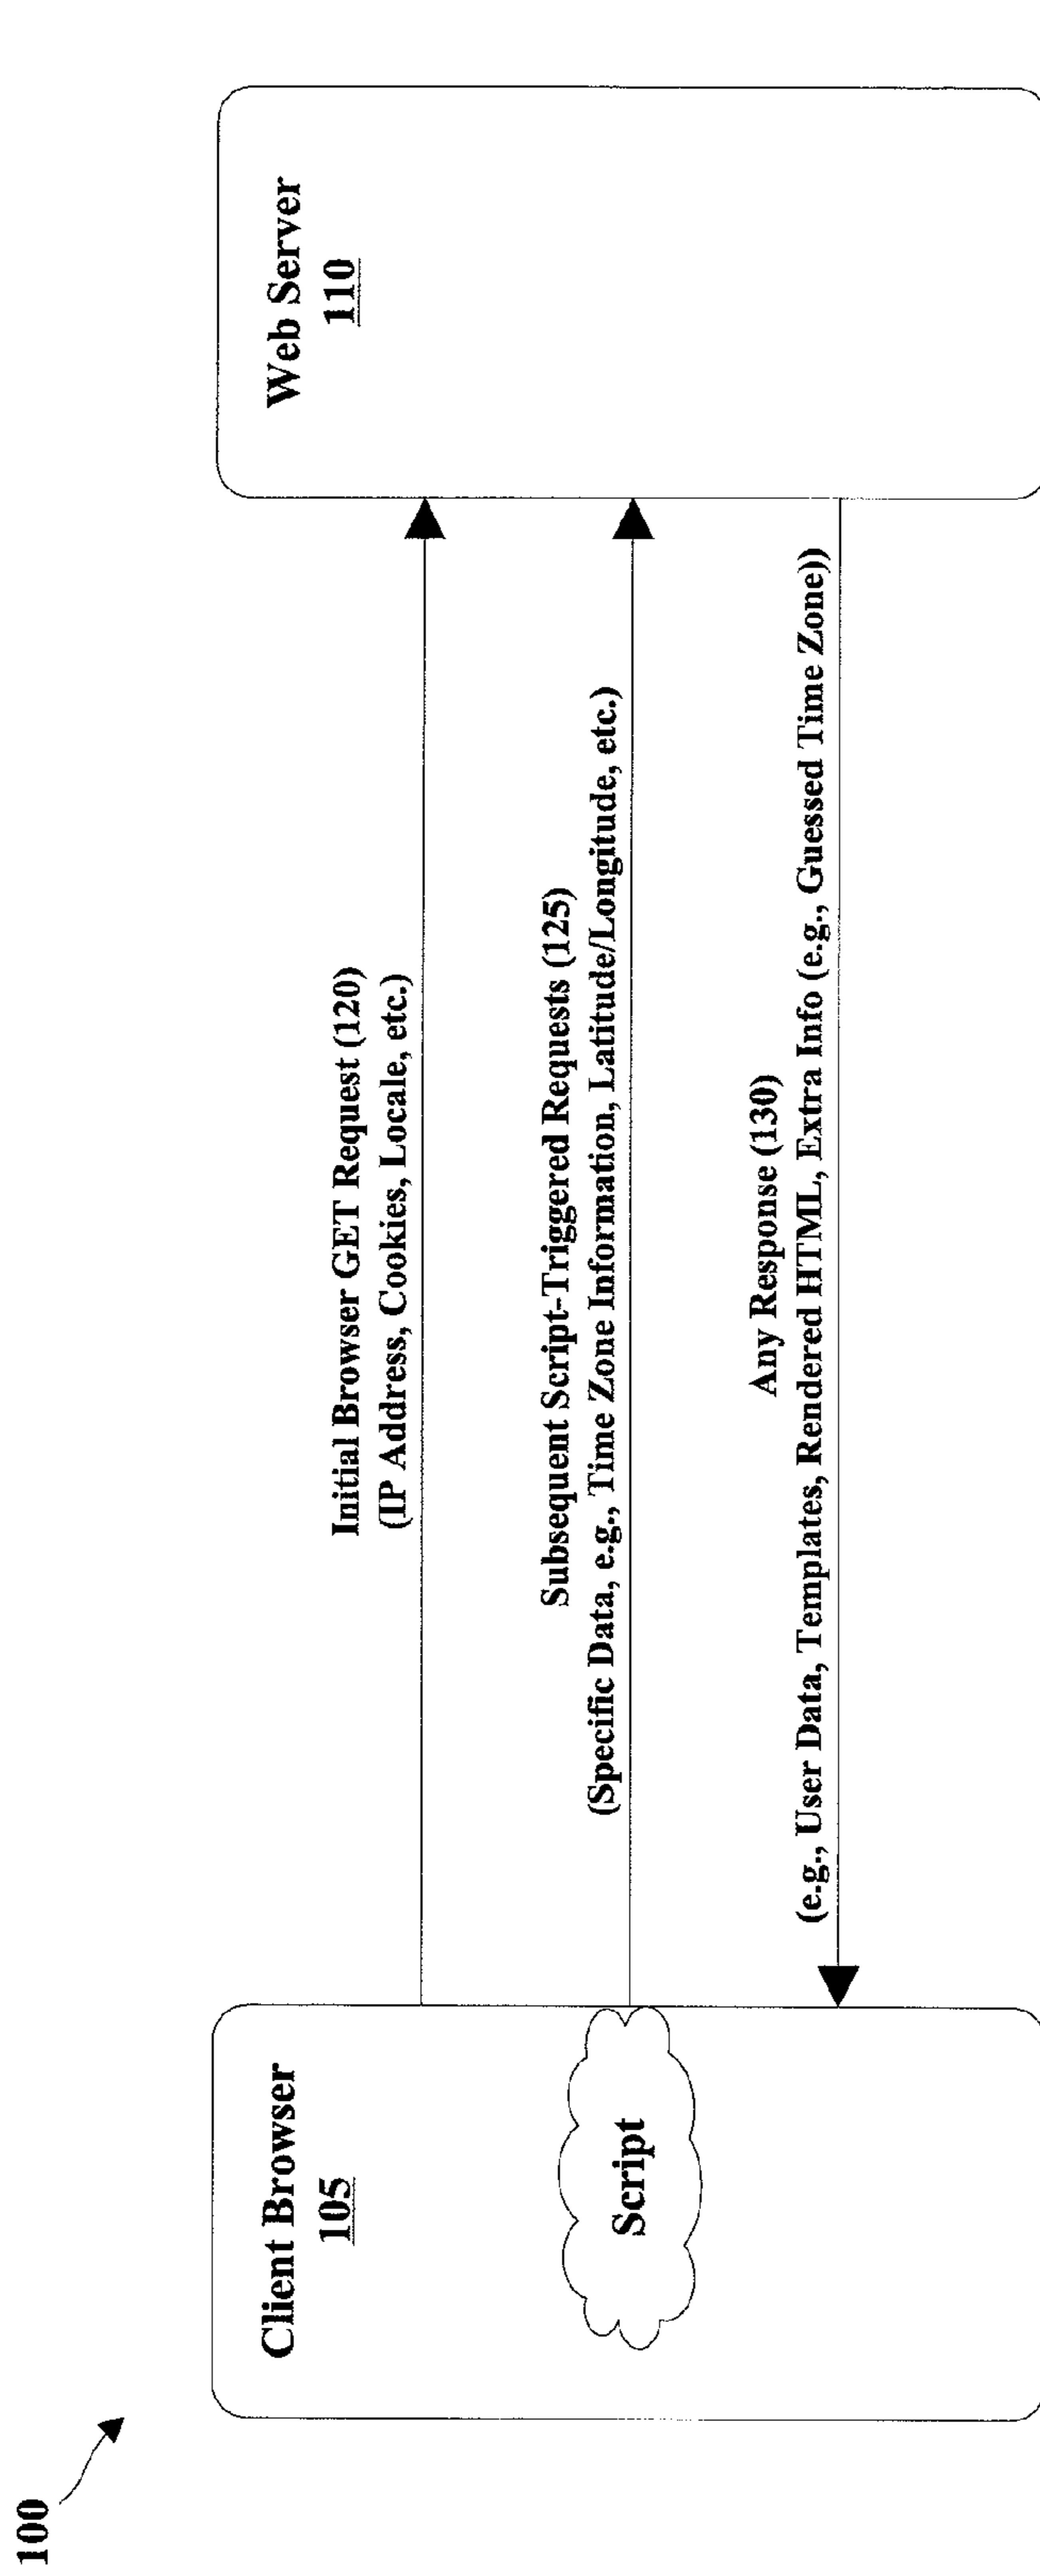 100
Client Browser
105
Script
Initial Browser GET Request (120)
(IP Address, Cookies, Locale, etc.)
Subsequent Script-Triggered Requests (125)
(Specific Data, e.g., Time Zone Information, Latitude/Longitude, etc.)
Any Response (130)
(e.g., User Data, Templates, Rendered HTML, Extra Info (e.g., Guessed Time Zone))
Web Server
110